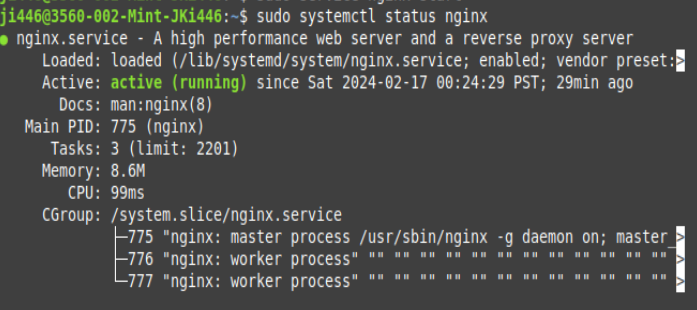 ji446@3560-002-Mint-JKi446:~$ sudo systemctl status nginx
● nginx.service - A high performance web server and a reverse proxy server
     Loaded: loaded (/lib/systemd/system/nginx.service; enabled; vendor preset:>
     Active: active (running) since Sat 2024-02-17 00:24:29 PST; 29min ago
       Docs: man:nginx(8)
   Main PID: 775 (nginx)
      Tasks: 3 (limit: 2201)
     Memory: 8.6M
        CPU: 99ms
     CGroup: /system.slice/nginx.service
             ├─775 "nginx: master process /usr/sbin/nginx -g daemon on; master_>
             ├─776 "nginx: worker process" "" "" "" "" "" "" "" "" "" "" "" "" >
             └─777 "nginx: worker process" "" "" "" "" "" "" "" "" "" "" "" "" >